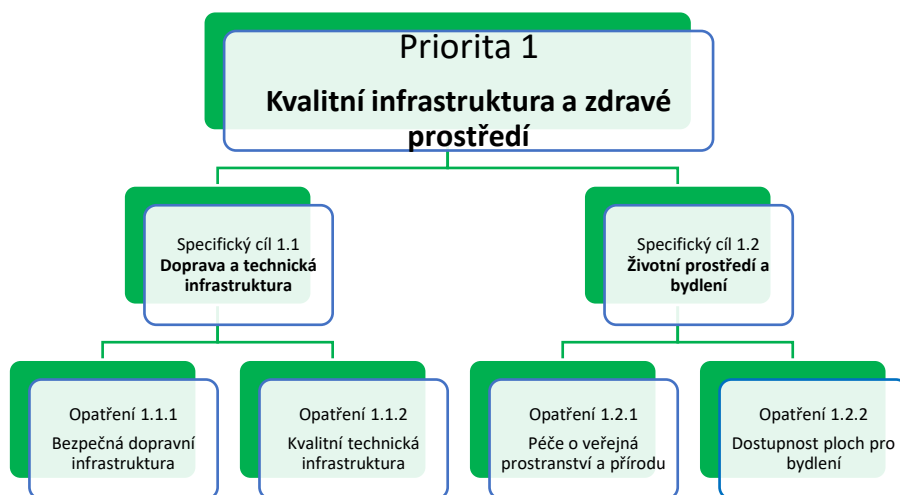 Priorita 1
Kvalitní infrastruktura a zdravé
prostředí
Specifický cíl 1.1
Doprava a technická
infrastruktura
Specifický cíl 1.2
Životní prostředí a
bydlení
Opatření 1.1.1
Bezpečná dopravní
infrastruktura
Opatření 1.1.2
Kvalitní technická
infrastruktura
Opatření 1.2.1
Péče o veřejná
prostranství a přírodu
Opatření 1.2.2
Dostupnost ploch pro
bydlení